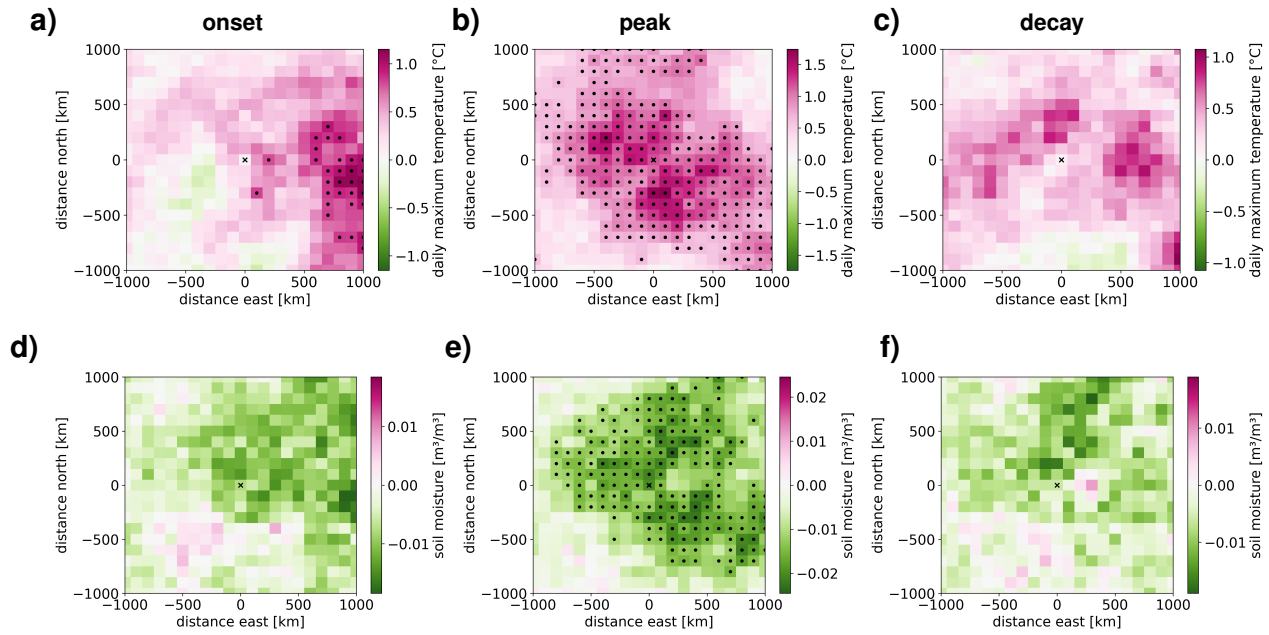 a) onset
b) peak
c) decay
1000
500
0
−500
−1000
distance north [km]
−1000 −500 0 500 1000
distance east [km]
1.0
0.5
0.0
−0.5
−1.0
daily maximum temperature [°C]
1000
500
0
−500
−1000
distance north [km]
−1000 −500 0 500 1000
distance east [km]
1.5
1.0
0.5
0.0
−0.5
−1.0
−1.5
daily maximum temperature [°C]
1000
500
0
−500
−1000
distance north [km]
−1000 −500 0 500 1000
distance east [km]
1.0
0.5
0.0
−0.5
−1.0
daily maximum temperature [°C]
d)
1000
500
0
−500
−1000
distance north [km]
−1000 −500 0 500 1000
distance east [km]
0.01
0.00
−0.01
soil moisture [m³/m³]
e)
1000
500
0
−500
−1000
distance north [km]
−1000 −500 0 500 1000
distance east [km]
0.02
0.01
0.00
−0.01
−0.02
soil moisture [m³/m³]
f)
1000
500
0
−500
−1000
distance north [km]
−1000 −500 0 500 1000
distance east [km]
0.01
0.00
−0.01
soil moisture [m³/m³]